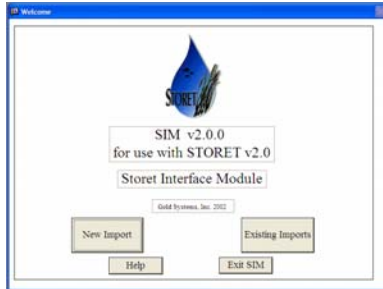 Welcome
STORET
SIM v2.0.0
for use with STORET v2.0
Storet Interface Module
Gold Systems, Inc. 2002
New Import
Existing Imports
Help
Exit SIM